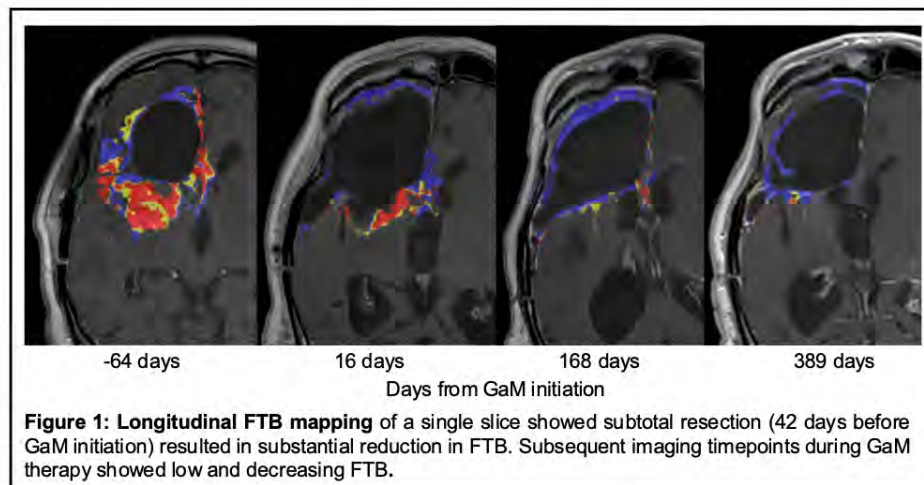 -64 days 16 days 168 days 389 days
Days from GaM initiation
Figure 1: Longitudinal FTB mapping of a single slice showed subtotal resection (42 days before
GaM initiation) resulted in substantial reduction in FTB. Subsequent imaging timepoints during GaM
therapy showed low and decreasing FTB.